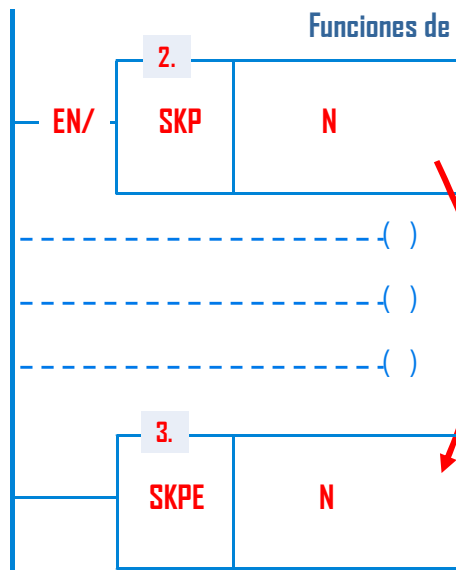 Funciones de
2.
EN/ SKP N
( )
( )
( )
3.
SKPE N